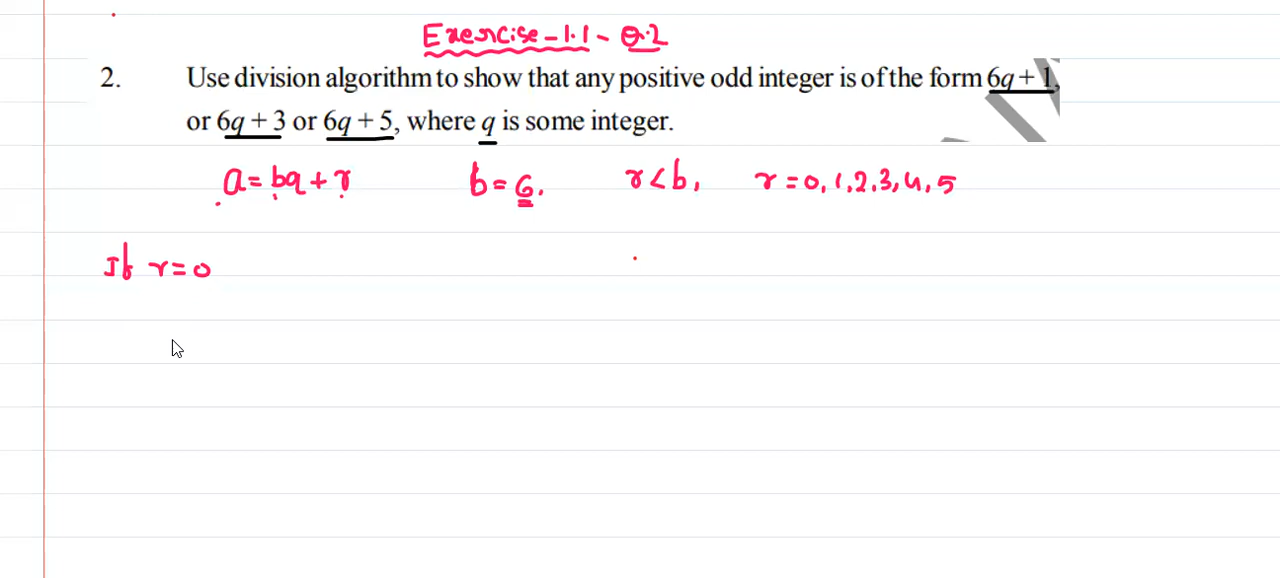 Exercise-1.1 - Q.2
2. Use division algorithm to show that any positive odd integer is of the form 6q + 1,
or 6q + 3 or 6q + 5, where q is some integer.
a = bq + r b = 6. r < b, r = 0, 1, 2, 3, 4, 5
If r = 0